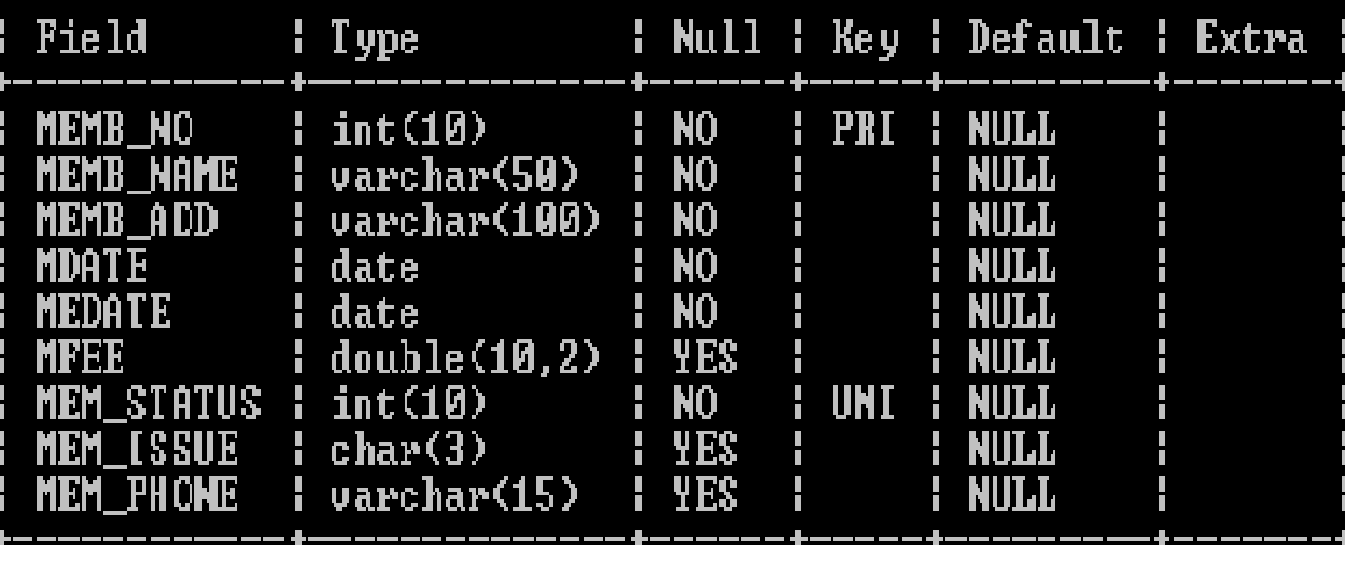 | Field | Type | Null | Key | Default | Extra |
| MEMB_NO | int(10) | NO | PRI | NULL | |
| MEMB_NAME | varchar(50) | NO | | NULL | |
| MEMB_ADD | varchar(100) | NO | | NULL | |
| MDATE | date | NO | | NULL | |
| MEDATE | date | NO | | NULL | |
| MFEE | double(10,2) | YES | | NULL | |
| MEM_STATUS | int(10) | NO | UNI | NULL | |
| MEM_ISSUE | char(3) | YES | | NULL | |
| MEM_PHONE | varchar(15) | YES | | NULL | |